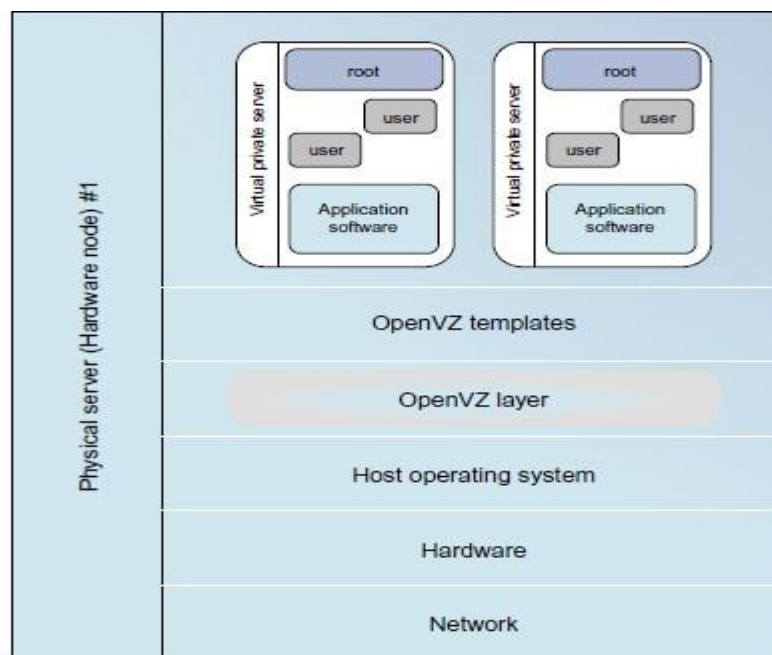 Physical server (Hardware node) #1
Virtual private server
root
user
user
Application
software
Virtual private server
root
user
user
Application
software
OpenVZ templates
OpenVZ layer
Host operating system
Hardware
Network